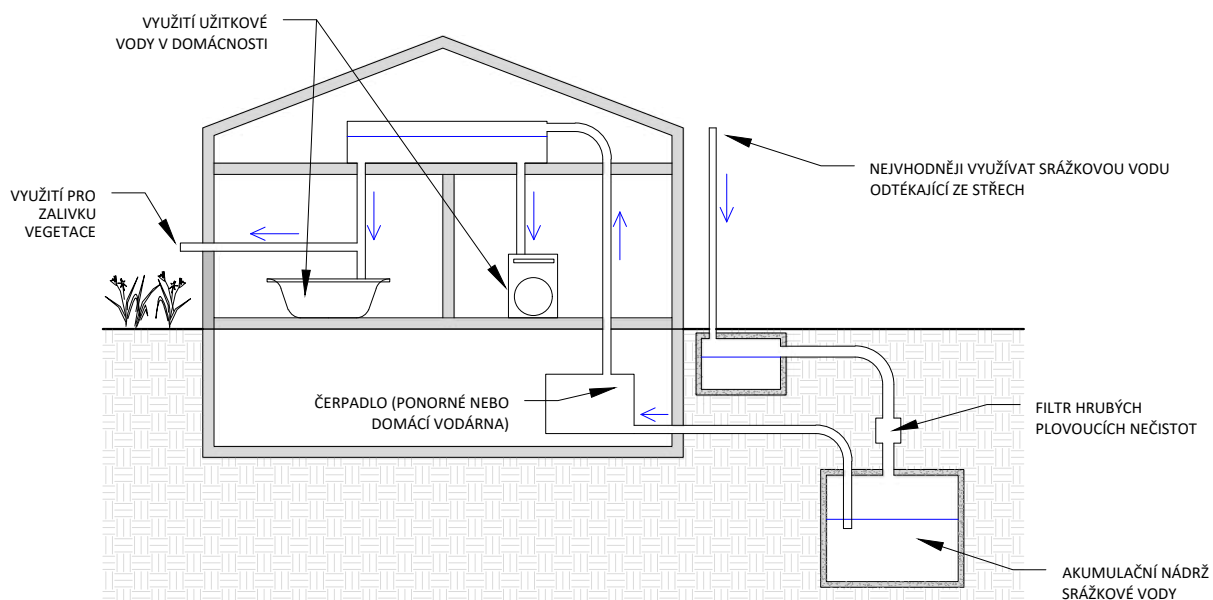 VYUŽITÍ UŽITKOVÉ
VODY V DOMÁCNOSTI
NEJVHODNĚJI VYUŽÍVAT SRÁŽKOVOU VODU
ODTÉKAJÍCÍ ZE STŘECH
VYUŽITÍ PRO
ZALIVKU
VEGETACE
ČERPADLO (PONORNÉ NEBO
DOMÁCÍ VODÁRNA)
FILTR HRUBÝCH
PLOVOUCÍCH NEČISTOT
AKUMULAČNÍ NÁDRŽ
SRÁŽKOVÉ VODY